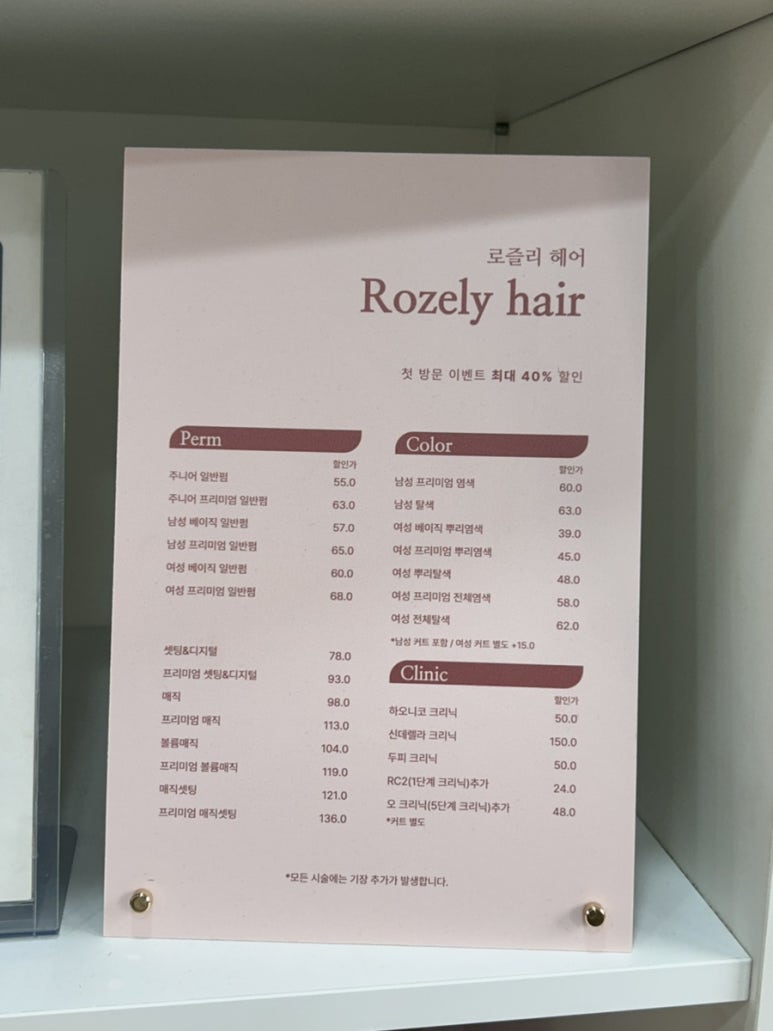 로즐리 헤어
Rozely hair
첫 방문 이벤트 최대 40% 할인
Perm
할인가
주니어 일반펌 55.0
주니어 프리미엄 일반펌 63.0
남성 베이직 일반펌 57.0
남성 프리미엄 일반펌 65.0
여성 베이직 일반펌 60.0
여성 프리미엄 일반펌 68.0
셋팅&디지털 78.0
프리미엄 셋팅&디지털 93.0
매직 98.0
프리미엄 매직 113.0
볼륨매직 104.0
프리미엄 볼륨매직 119.0
매직셋팅 121.0
프리미엄 매직셋팅 136.0
Color
할인가
남성 프리미엄 염색 60.0
남성 탈색 63.0
여성 베이직 뿌리염색 39.0
여성 프리미엄 뿌리염색 45.0
여성 뿌리탈색 48.0
여성 프리미엄 전체염색 58.0
여성 전체탈색 62.0
*남성 커트 포함 / 여성 커트 별도 +15.0
Clinic
할인가
하오니코 크리닉 50.0
신데렐라 크리닉 150.0
두피 크리닉 50.0
RC2(1단계 크리닉)추가 24.0
오 크리닉(5단계 크리닉)추가 48.0
*커트 별도
*모든 시술에는 기장 추가가 발생합니다.